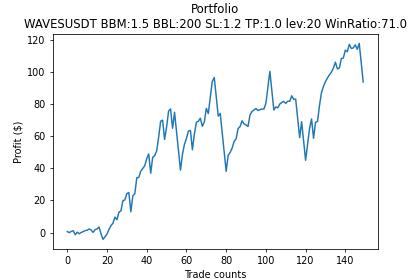 Portfolio
WAVESUSDT BBM:1.5 BBL:200 SL:1.2 TP:1.0 lev:20 WinRatio:71.0
120
100
80
60
40
20
0
Profit ($)
0 20 40 60 80 100 120 140
Trade counts